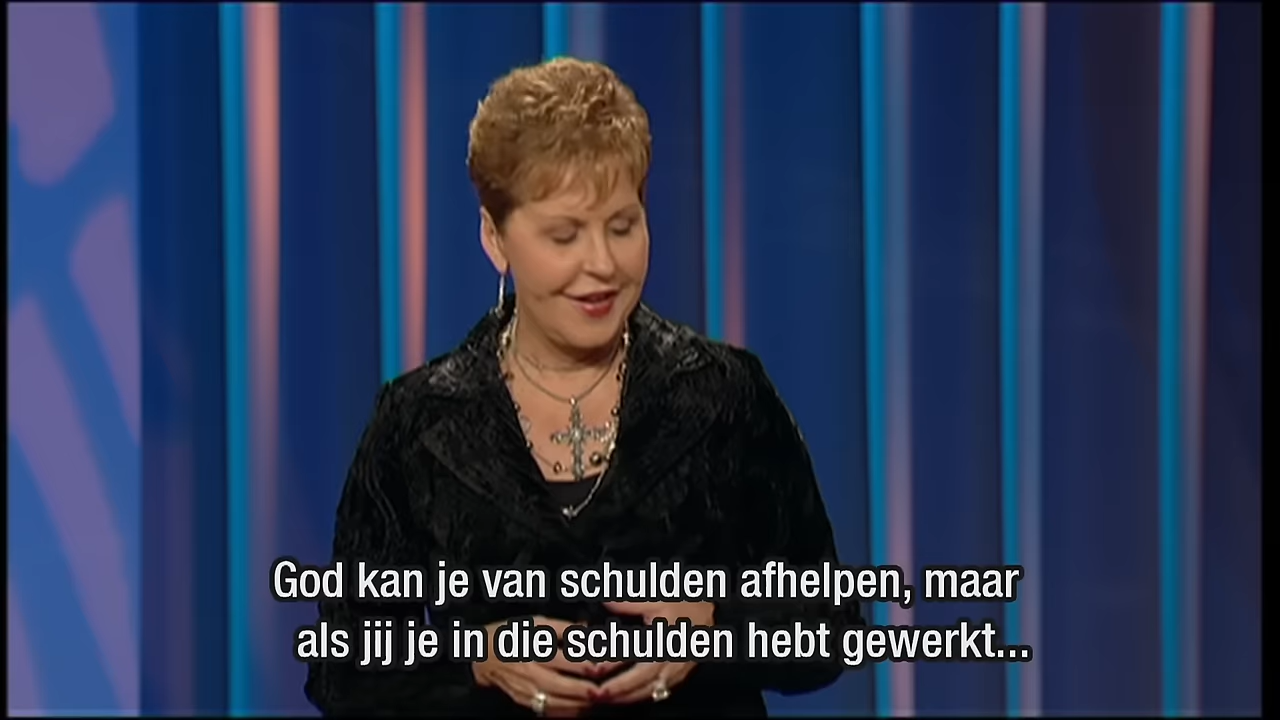 God kan je van schulden afhelpen, maar
als jij je in die schulden hebt gewerkt...